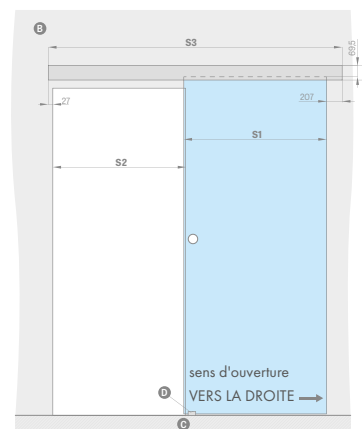 B
S3
69,5
27
207
S1
S2
sens d'ouverture
VERS LA DROITE
D
C